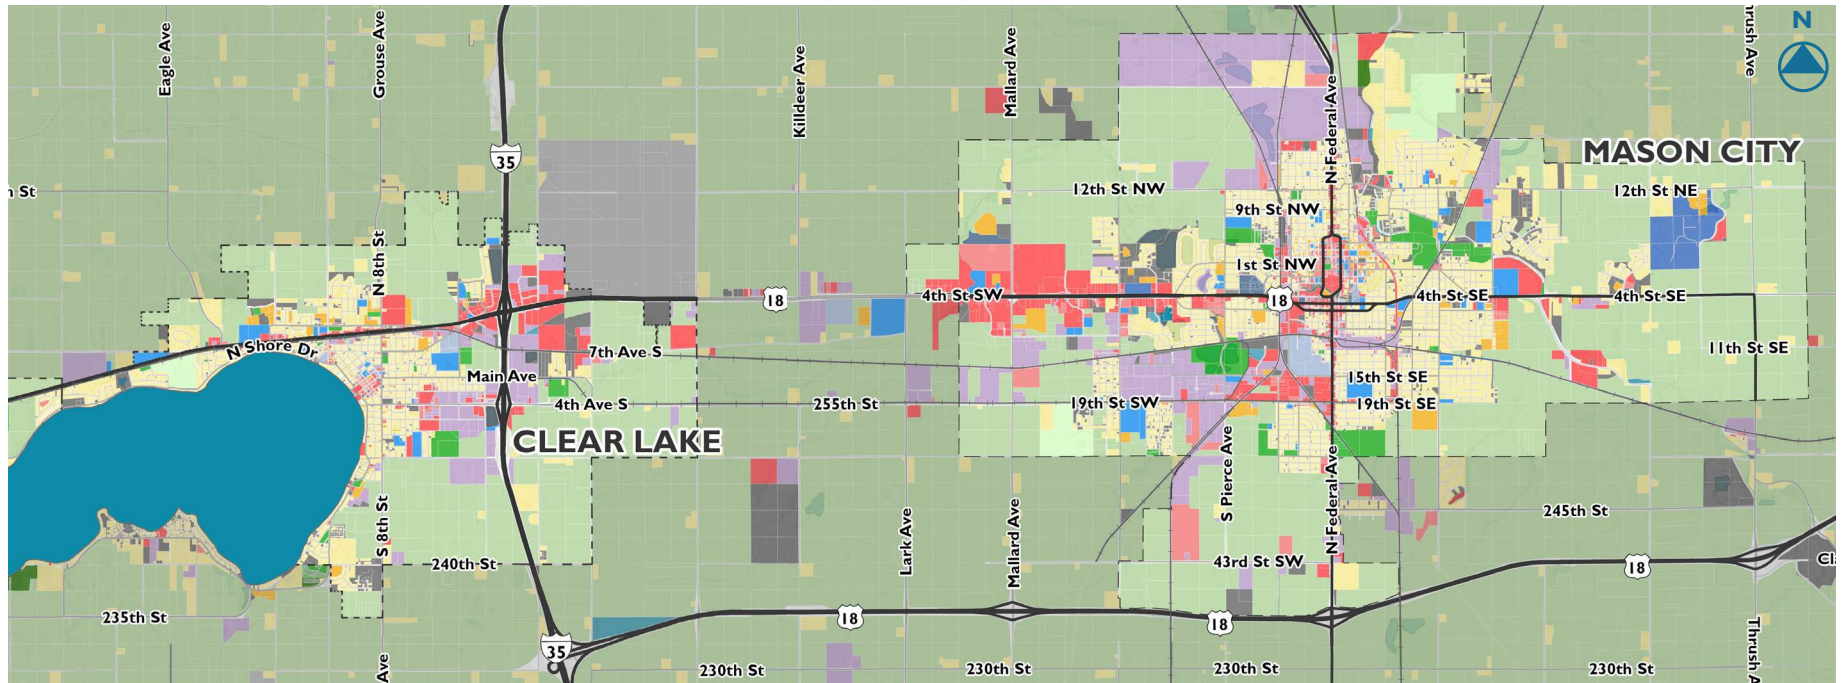 N
Eagle Ave
Grouse Ave
Killdeer Ave
Mallard Ave
N Federal Ave
35
MASON CITY
12th St NW
12th St NE
9th St NW
N 8th St
1st St NW
18
4th St SW
18
4th St SE
4th St SE
N Shore Dr
7th Ave S
11th St SE
Main Ave
15th St SE
4th Ave S
255th St
19th St SW
19th St SE
CLEAR LAKE
S Pierce Ave
N Federal Ave
S 8th St
Lark Ave
Mallard Ave
245th St
240th St
43rd St SW
18
235th St
18
18
35
230th St
230th St
230th St
230th St
Ave